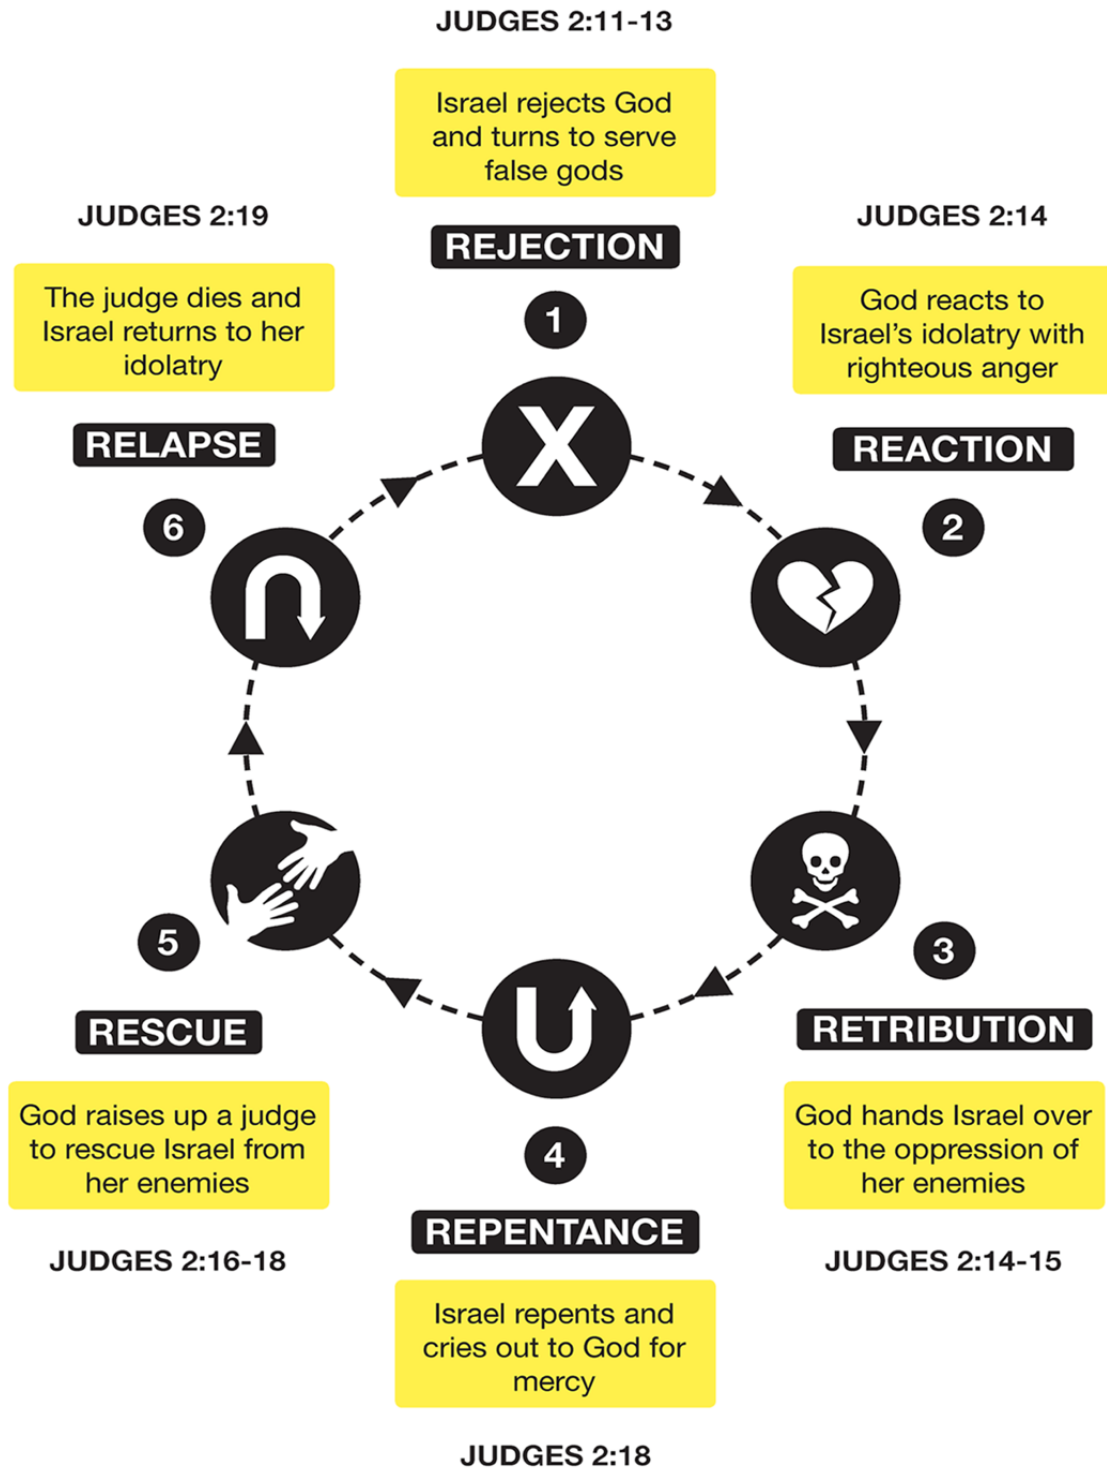 JUDGES 2:11-13
Israel rejects God
and turns to serve
false gods
REJECTION
1
X
JUDGES 2:14
God reacts to
Israel's idolatry with
righteous anger
REACTION
2
3
RETRIBUTION
God hands Israel over
to the oppression of
her enemies
JUDGES 2:14-15
4
REPENTANCE
Israel repents and
cries out to God for
mercy
JUDGES 2:18
5
RESCUE
God raises up a judge
to rescue Israel from
her enemies
JUDGES 2:16-18
JUDGES 2:19
The judge dies and
Israel returns to her
idolatry
RELAPSE
6